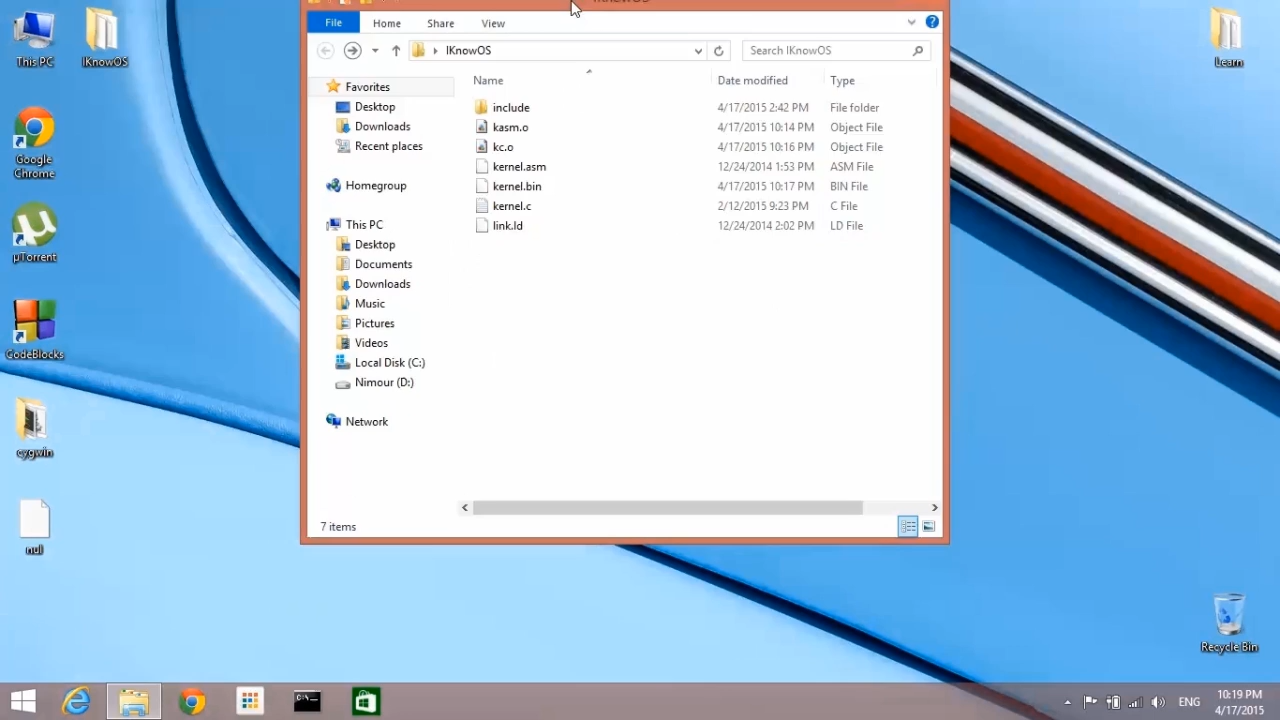 IKnowOS
File
Home
Share
View
IKnowOS
Search IKnowOS
Name
Date modified
Type
Favorites
Desktop
Downloads
Recent places
Homegroup
This PC
Desktop
Documents
Downloads
Music
Pictures
Videos
Local Disk (C:)
Nimour (D:)
Network
include 4/17/2015 2:42 PM File folder
kasm.o 4/17/2015 10:14 PM Object File
kc.o 4/17/2015 10:16 PM Object File
kernel.asm 12/24/2014 1:53 PM ASM File
kernel.bin 4/17/2015 10:17 PM BIN File
kernel.c 2/12/2015 9:23 PM C File
link.ld 12/24/2014 2:02 PM LD File
7 items
This PC
IKnowOS
Google
Chrome
µTorrent
CodeBlocks
cygwin
null
Learn
Recycle Bin
ENG
10:19 PM
4/17/2015